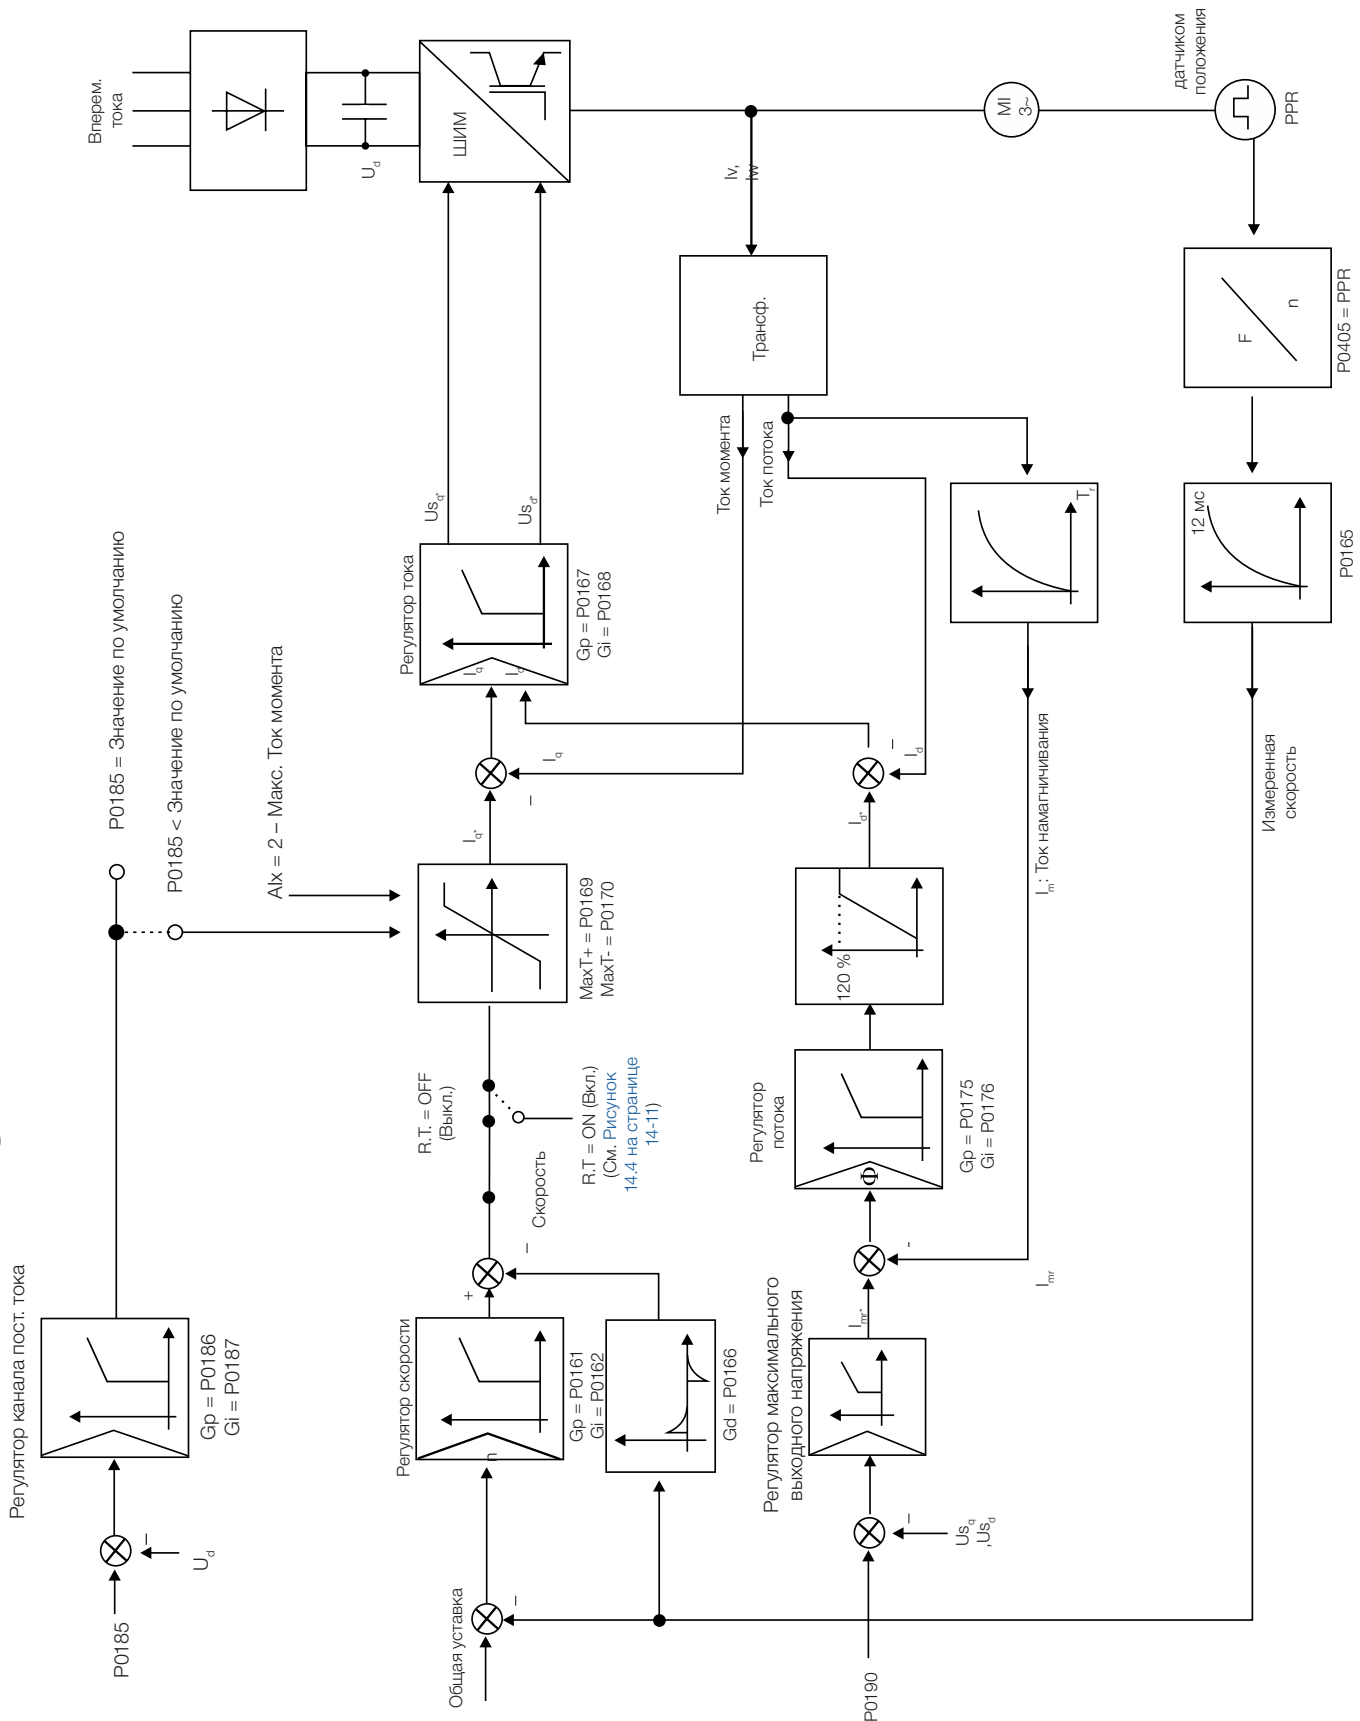 Регулятор канала пост. тока
P0185
U_d
–
Gp = P0186
Gi = P0187
P0185 = Значение по умолчанию
P0185 < Значение по умолчанию
AIx = 2 – Макс. Ток момента
Вперем.
тока
U_d
ШИМ
Общая уставка
–
Регулятор скорости
n
Gp = P0161
Gi = P0162
Gd = P0166
+
–
Скорость
R.T. = OFF
(Выкл.)
R.T = ON (Вкл.)
(См. Рисунок
14.4 на странице
14-11)
MaxT+ = P0169
MaxT- = P0170
I_q*
–
I_q
Регулятор тока
I_q
I_d
Gp = P0167
Gi = P0168
Us_q*
Us_d*
Ток момента
Ток потока
Трансф.
Iv,
Iw
MI
3~
датчиком
положения
PPR
P0190
–
Us_q
,Us_d
Регулятор максимального
выходного напряжения
I_mr*
-
I_mr
Регулятор
потока
Φ
Gp = P0175
Gi = P0176
120 %
I_d*
–
I_d
I_m: Ток намагничивания
T_r
Измеренная
скорость
12 мс
P0165
F
n
P0405 = PPR